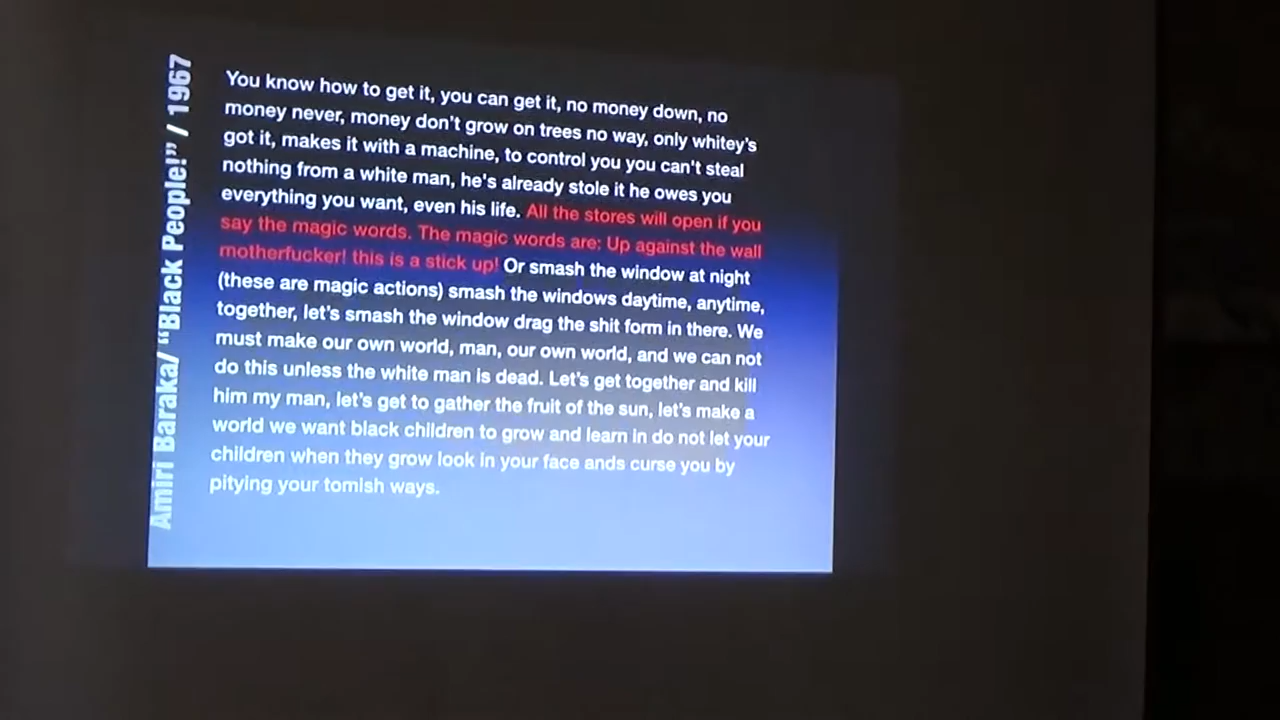 Amiri Baraka/ “Black People!” / 1967
You know how to get it, you can get it, no money down, no
money never, money don’t grow on trees no way, only whitey’s
got it, makes it with a machine, to control you you can't steal
nothing from a white man, he's already stole it he owes you
everything you want, even his life. All the stores will open if you
say the magic words. The magic words are: Up against the wall
motherfucker! this is a stick up! Or smash the window at night
(these are magic actions) smash the windows daytime, anytime,
together, let’s smash the window drag the shit form in there. We
must make our own world, man, our own world, and we can not
do this unless the white man is dead. Let’s get together and kill
him my man, let’s get to gather the fruit of the sun, let’s make a
world we want black children to grow and learn in do not let your
children when they grow look in your face ands curse you by
pitying your tomish ways.